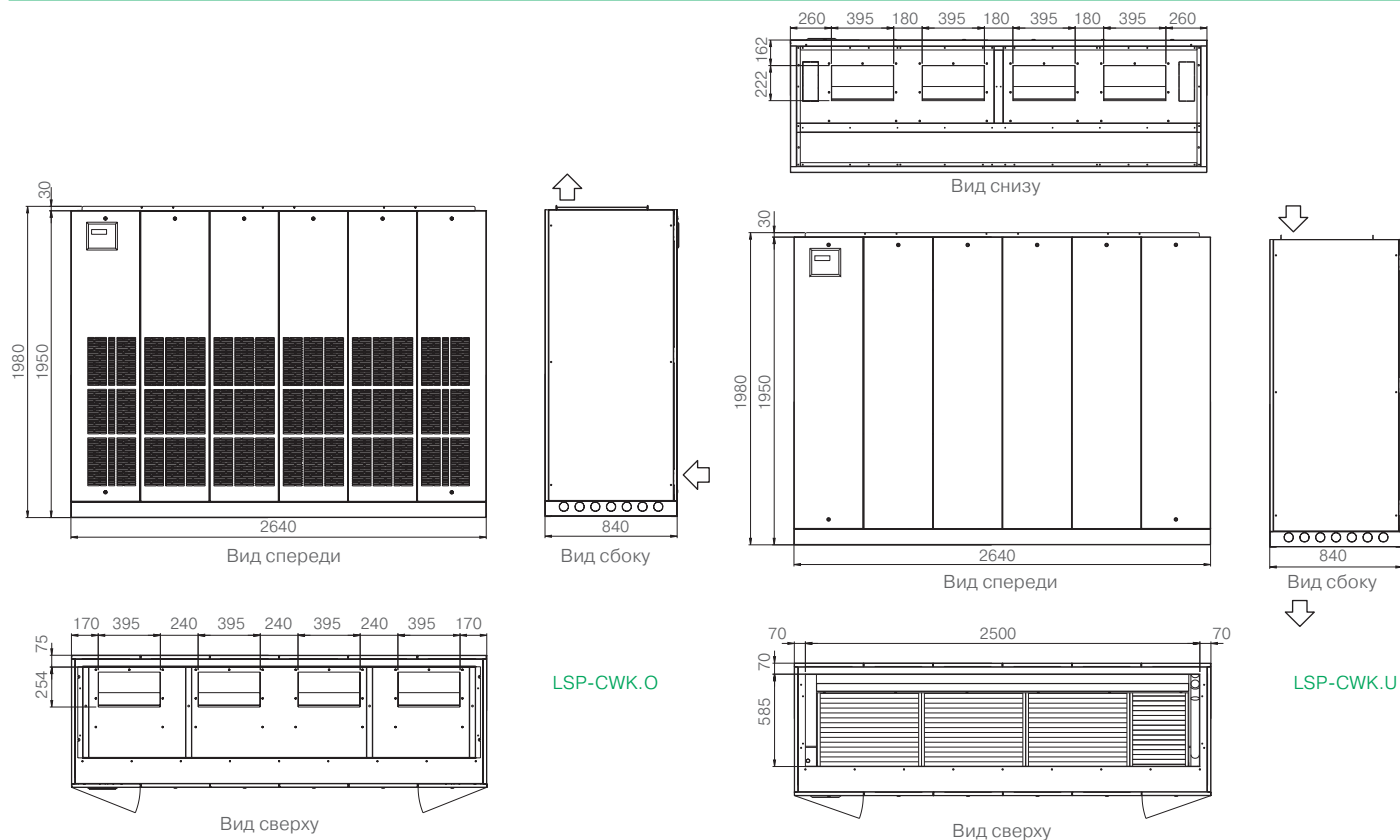 260 395 180 395 180 395 180 395 260
162
222
Вид снизу
30
1980
1950
2640
Вид спереди
840
Вид сбоку
30
1980
1950
2640
Вид спереди
840
Вид сбоку
170 395 240 395 240 395 240 395 170
75
254
Вид сверху
LSP-CWK.O
70 2500 70
70
585
Вид сверху
LSP-CWK.U